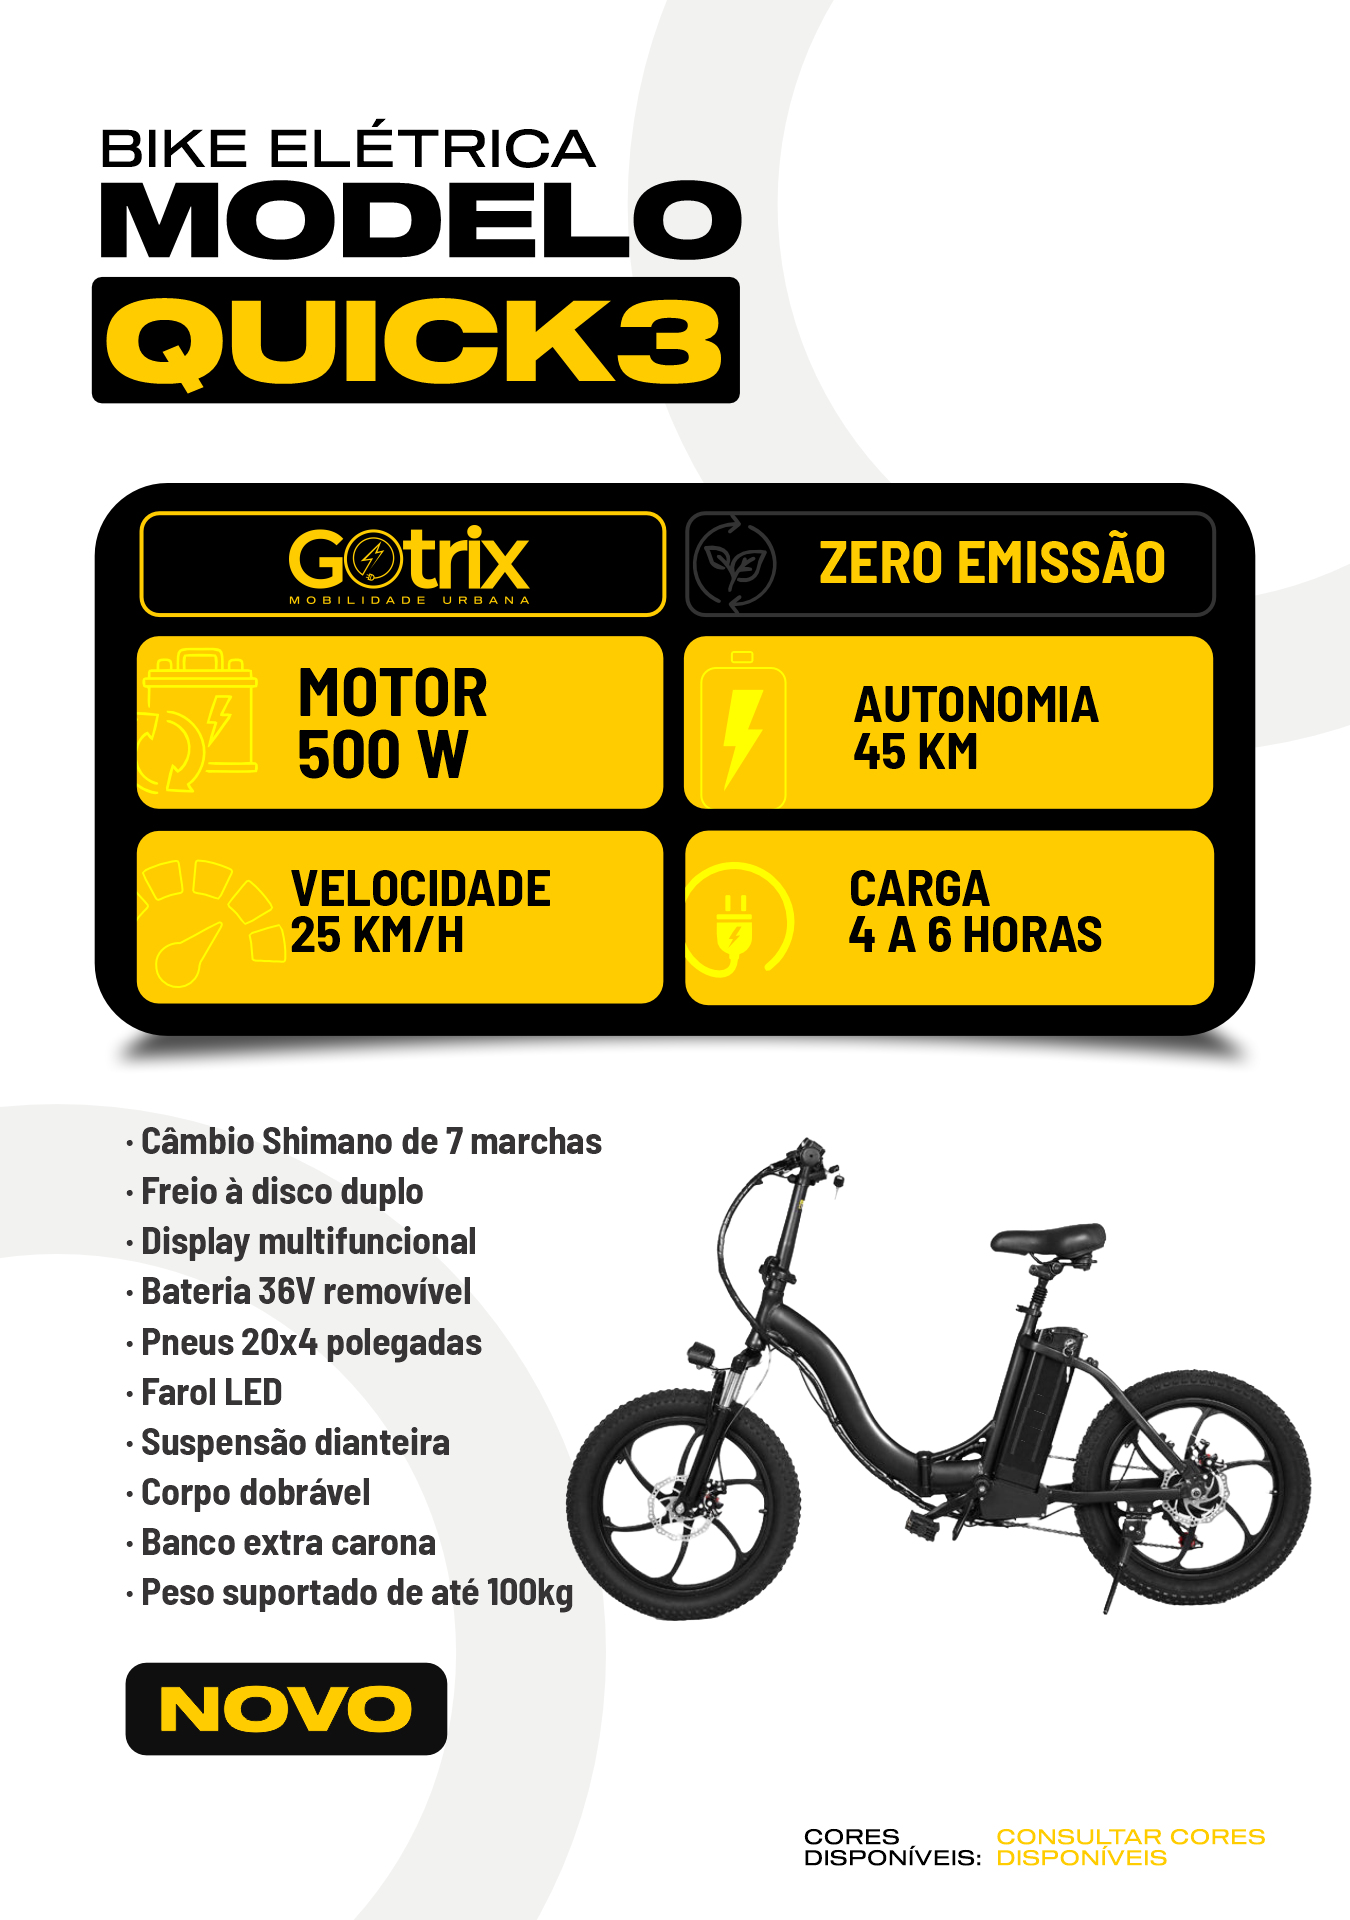 BIKE ELÉTRICA
MODELO
QUICK3
Gotrix
MOBILIDADE URBANA
ZERO EMISSÃO
MOTOR
500 W
AUTONOMIA
45 KM
VELOCIDADE
25 KM/H
CARGA
4 A 6 HORAS
· Câmbio Shimano de 7 marchas
· Freio à disco duplo
· Display multifuncional
· Bateria 36V removível
· Pneus 20x4 polegadas
· Farol LED
· Suspensão dianteira
· Corpo dobrável
· Banco extra carona
· Peso suportado de até 100kg
NOVO
CORES
DISPONÍVEIS:
CONSULTAR CORES
DISPONÍVEIS